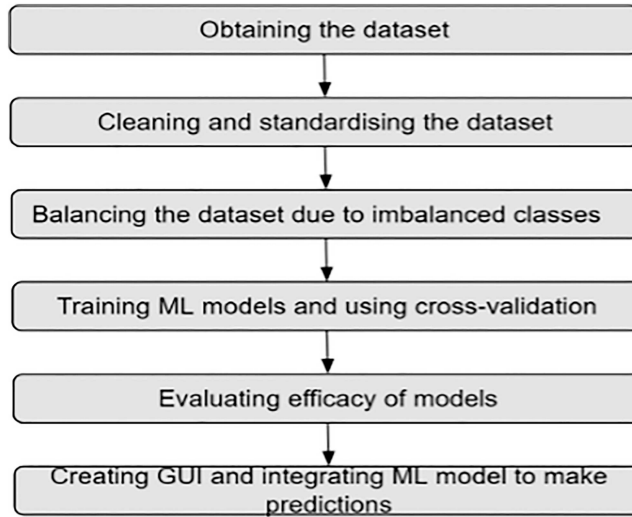 Obtaining the dataset
Cleaning and standardising the dataset
Balancing the dataset due to imbalanced classes
Training ML models and using cross-validation
Evaluating efficacy of models
Creating GUI and integrating ML model to make
predictions